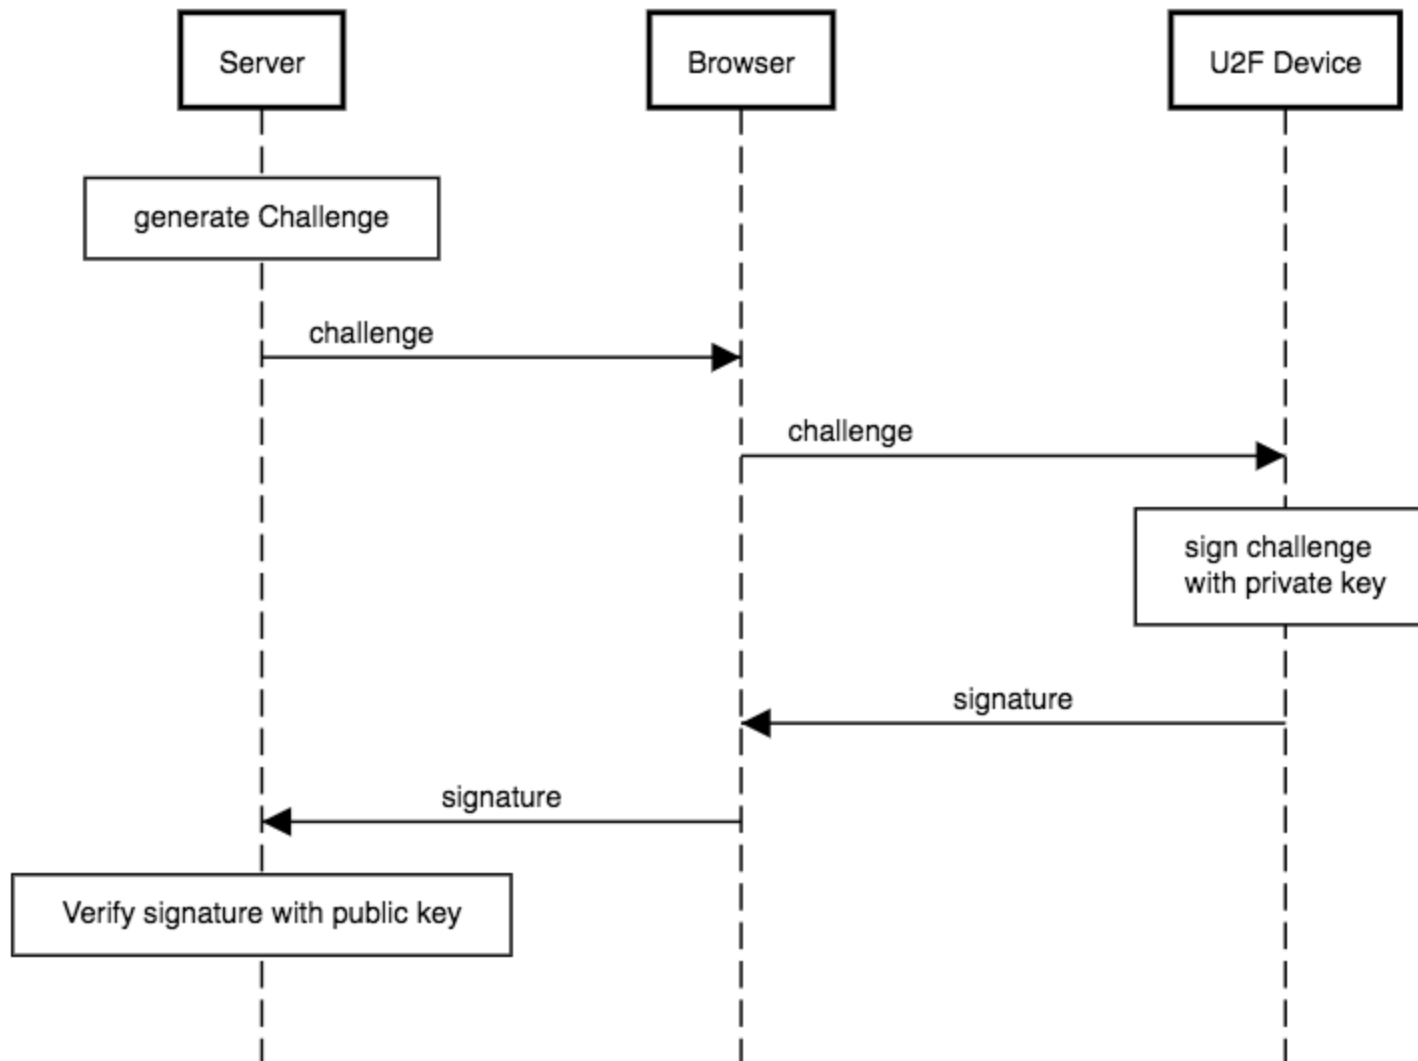 Server
Browser
U2F Device
generate Challenge
challenge
challenge
sign challenge
with private key
signature
signature
Verify signature with public key